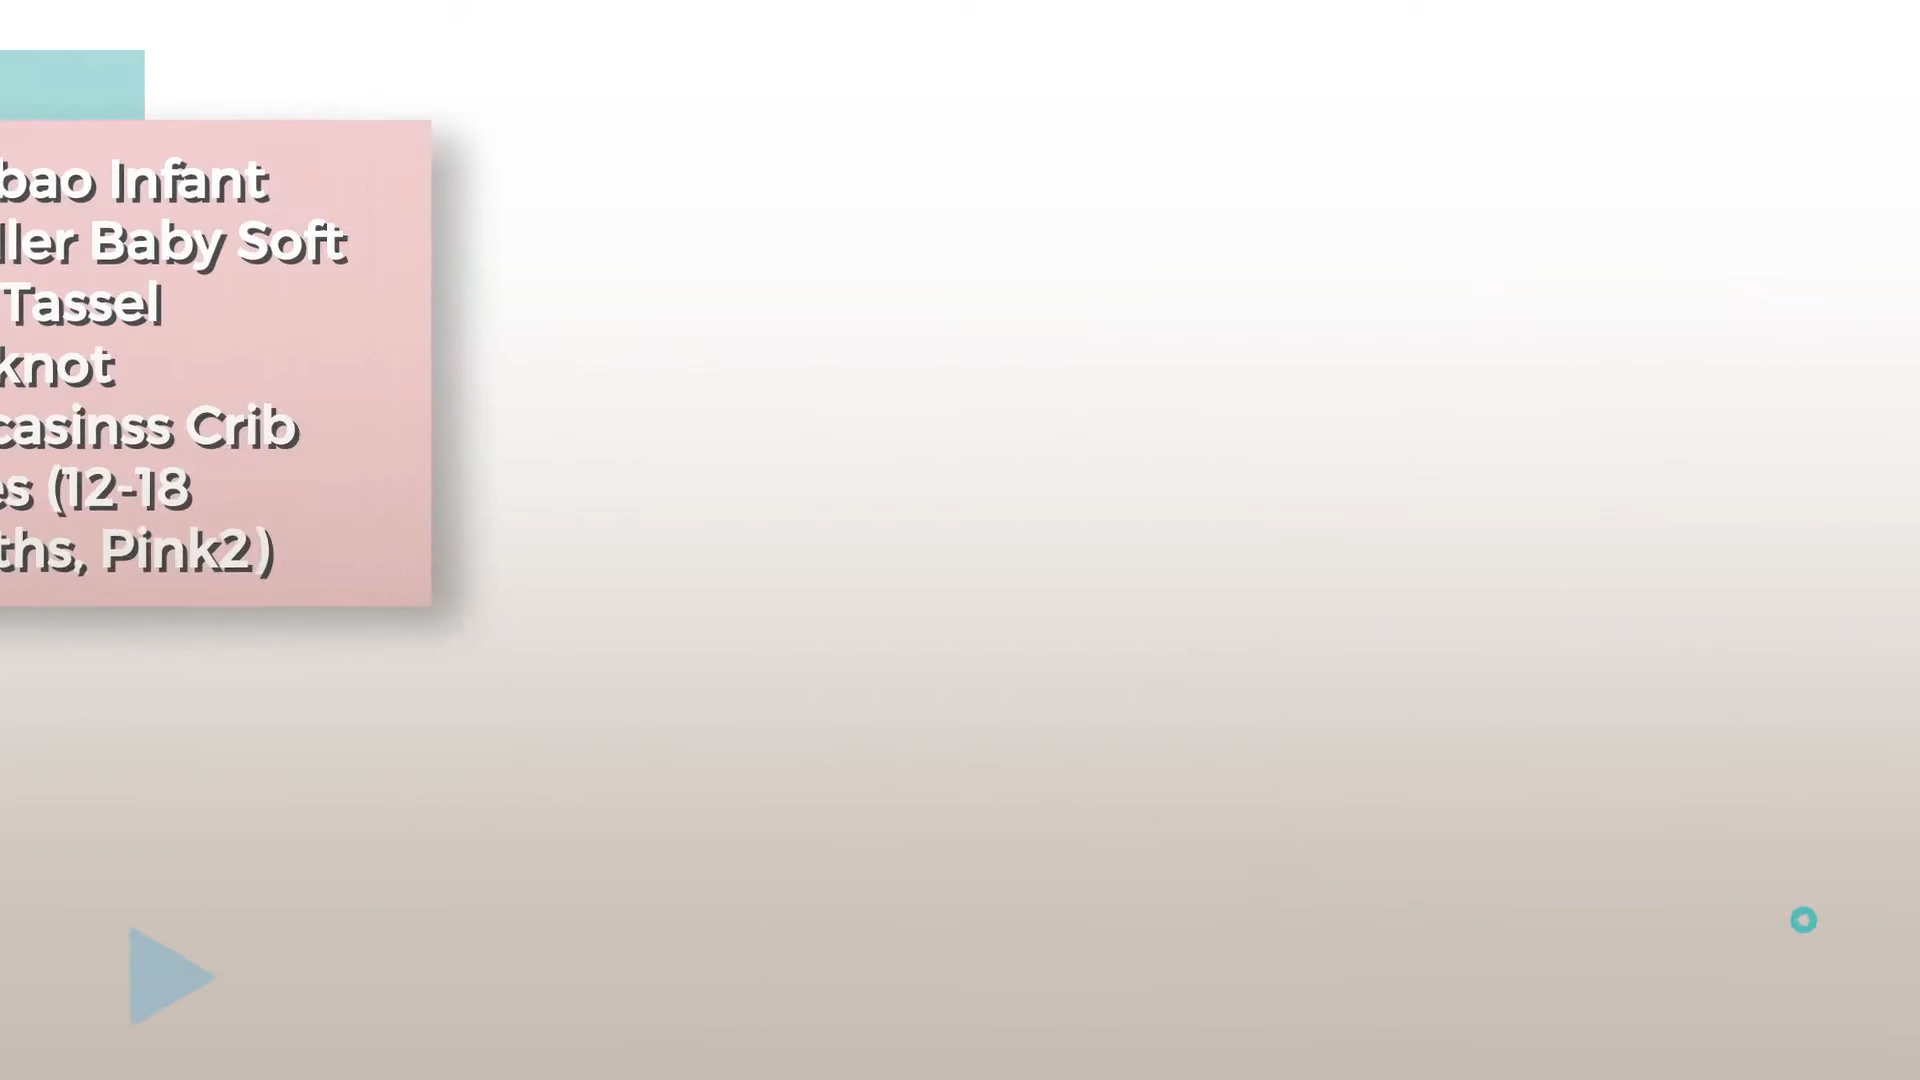 bao Infant
ller Baby Soft
Tassel
knot
casinss Crib
es (12-18
ths, Pink2)